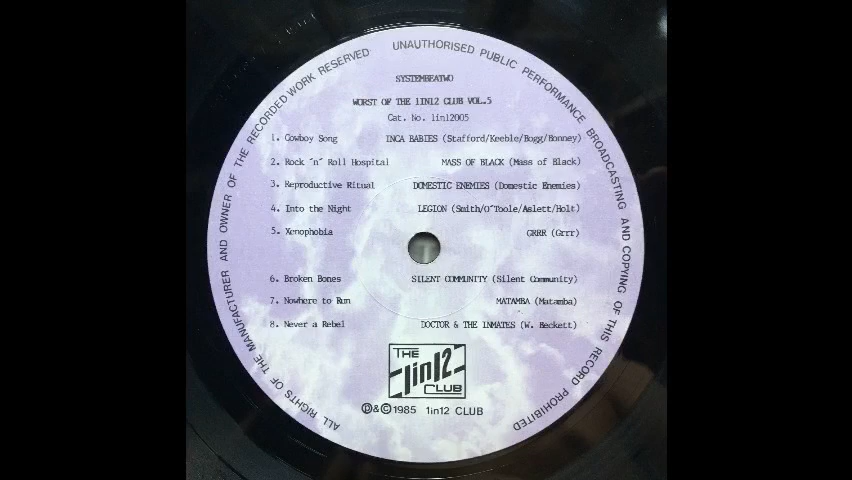 ALL RIGHTS OF THE MANUFACTURER AND OWNER OF THE RECORDED WORK RESERVED. UNAUTHORISED PUBLIC PERFORMANCE BROADCASTING AND COPYING OF THIS RECORD PROHIBITED
SYSTEMBEATWO
WORST OF THE 1IN12 CLUB VOL.5
Cat. No. 1in12005
1. Cowboy Song INCA BABIES (Stafford/Keeble/Bogg/Bonney)
2. Rock "n" Roll Hospital MASS OF BLACK (Mass of Black)
3. Reproductive Ritual DOMESTIC ENEMIES (Domestic Enemies)
4. Into the Night LEGION (Smith/O'Toole/Aslett/Holt)
5. Xenophobia GRRR (Grrr)
6. Broken Bones SILENT COMMUNITY (Silent Community)
7. Nowhere to Run MATAMBA (Matamba)
8. Never a Rebel DOCTOR & THE INMATES (W. Beckett)
THE
1in12
CLUB
℗&©1985 1in12 CLUB